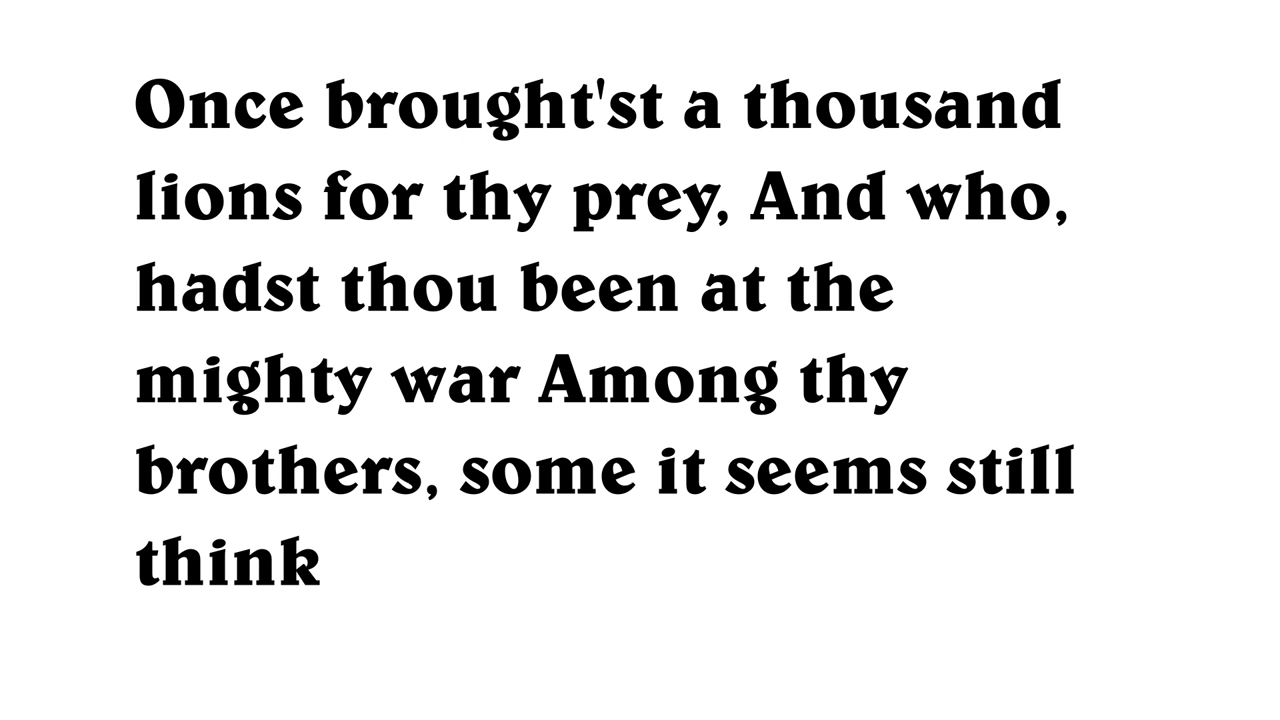 Once brought'st a thousand
lions for thy prey, And who,
hadst thou been at the
mighty war Among thy
brothers, some it seems still
think